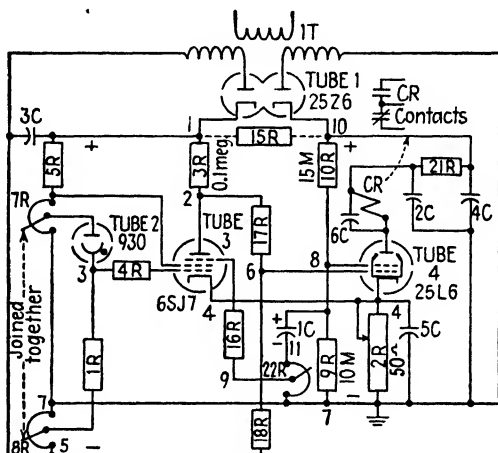 1T
TUBE 1
25Z6
CR
Contacts
3C
1
10
+
15R
+
5R
3R
0.1 meg.
15M
10R
CR
21R
7R
2
2C
4C
TUBE 2
930
TUBE
3
17R
6C
3
4R
6
8
TUBE
4
25L6
6SJ7
4
Joined
together
16R
+
1C
-
11
4
5C
1R
9
22R
9R
10M
2R
50Ω
7
7
-
8R
5
-
18R